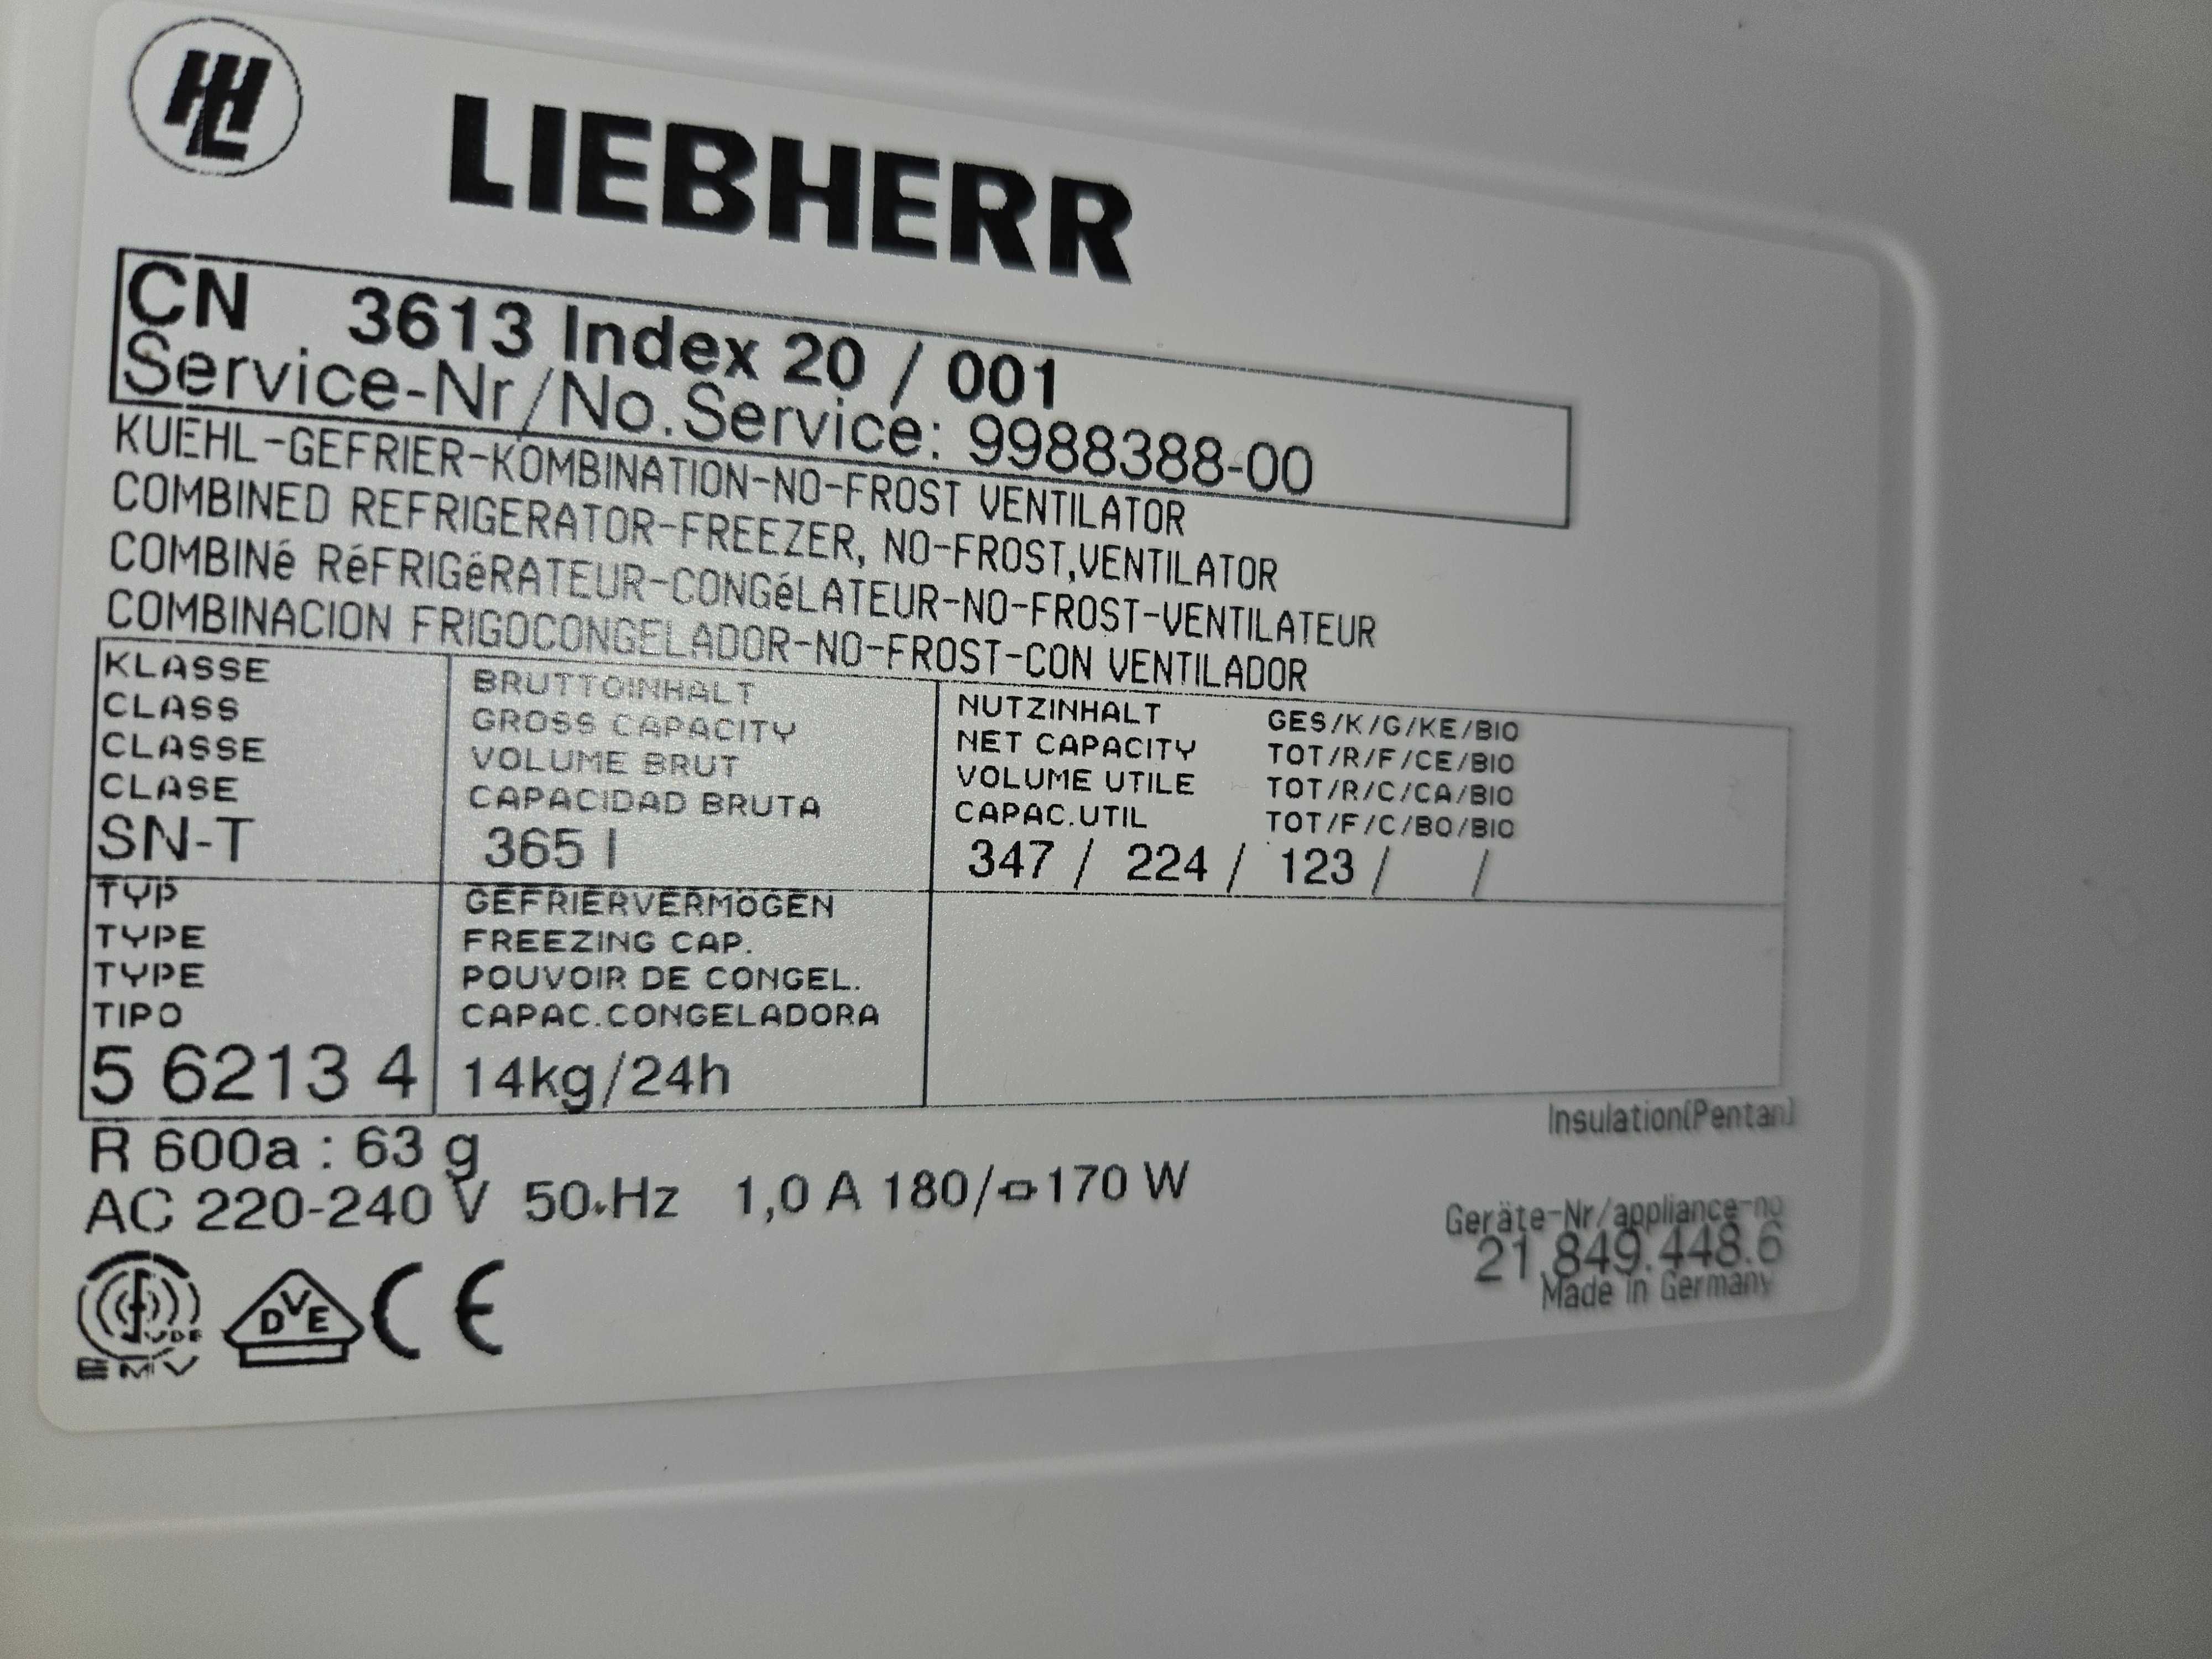 LIEBHERR
CN 3613 Index 20 / 001
Service-Nr/No.Service: 9988388-00
KUEHL-GEFRIER-KOMBINATION-NO-FROST VENTILATOR
COMBINED REFRIGERATOR-FREEZER, NO-FROST,VENTILATOR
COMBINé RéFRIGéRATEUR-CONGéLATEUR-NO-FROST-VENTILATEUR
COMBINACION FRIGOCONGELADOR-NO-FROST-CON VENTILADOR
KLASSE
CLASS
CLASSE
CLASE
SN-T
BRUTTOINHALT
GROSS CAPACITY
VOLUME BRUT
CAPACIDAD BRUTA
365 l
NUTZINHALT GES/K/G/KE/BIO
NET CAPACITY TOT/R/F/CE/BIO
VOLUME UTILE TOT/R/C/CA/BIO
CAPAC.UTIL TOT/F/C/BO/BIO
347 / 224 / 123 / /
TYP
TYPE
TYPE
TIPO
5 6213 4
GEFRIERVERMÖGEN
FREEZING CAP.
POUVOIR DE CONGEL.
CAPAC.CONGELADORA
14kg/24h
R 600a : 63 g
Insulation(Pentan)
AC 220-240 V 50 Hz 1,0 A 180/ 170 W
Geräte-Nr/appliance-no
21.849.448.6
Made in Germany
VDE
EMV
DVE
CE